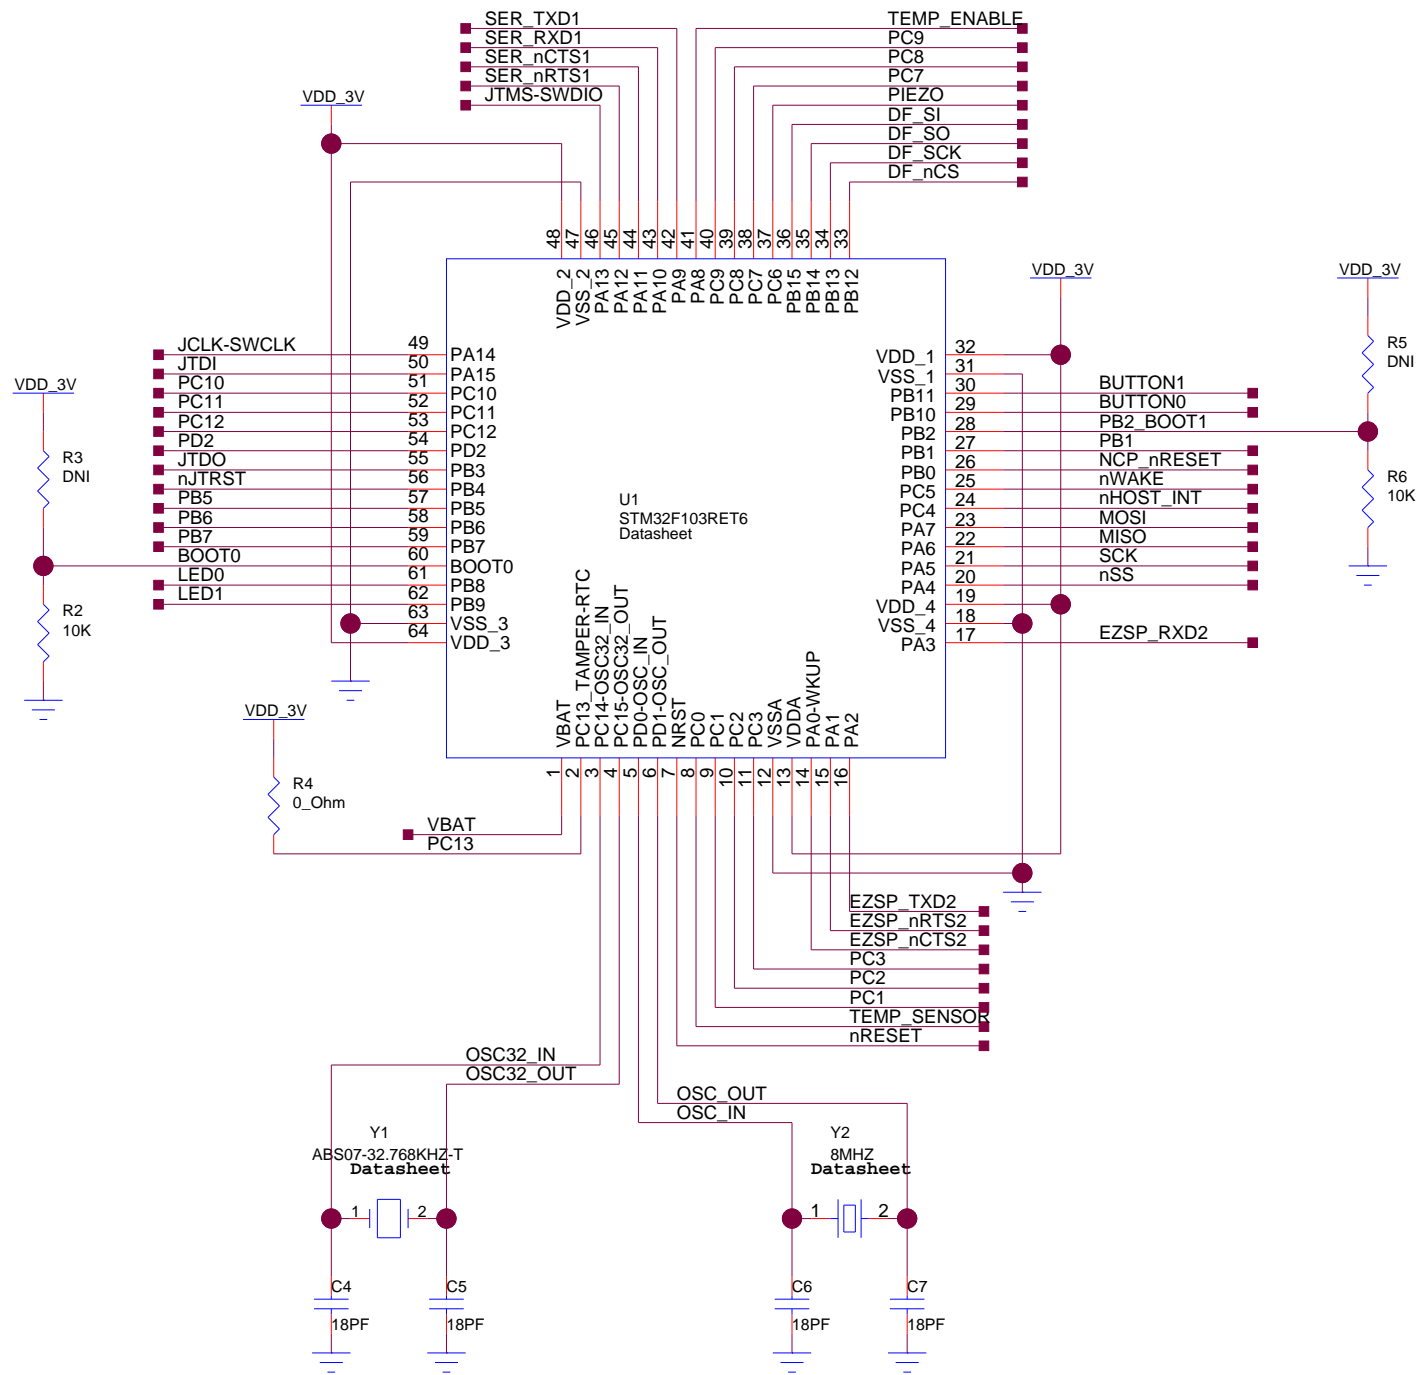 SER_TXD1
SER_RXD1
SER_nCTS1
SER_nRTS1
JTMS-SWDIO
TEMP_ENABLE
PC9
PC8
PC7
PIEZO
DF_SI
DF_SO
DF_SCK
DF_nCS
VDD_3V
48 47 46 45 44 43 42 41 40 39 38 37 36 35 34 33
VDD_2 VSS_2 PA13 PA12 PA11 PA10 PA9 PA8 PC9 PC8 PC7 PC6 PB15 PB14 PB13 PB12
VDD_3V
VDD_3V
R5
DNI
R6
10K
VDD_3V
R3
DNI
R2
10K
JCLK-SWCLK 49 PA14
JTDI 50 PA15
PC10 51 PC10
PC11 52 PC11
PC12 53 PC12
PD2 54 PD2
JTDO 55 PB3
nJTRST 56 PB4
PB5 57 PB5
PB6 58 PB6
PB7 59 PB7
BOOT0 60 BOOT0
LED0 61 PB8
LED1 62 PB9
63 VSS_3
64 VDD_3
U1
STM32F103RET6
Datasheet
VDD_1 32
VSS_1 31
PB11 30 BUTTON1
PB10 29 BUTTON0
PB2 28 PB2_BOOT1
PB1 27 PB1
PB0 26 NCP_nRESET
PC5 25 nWAKE
PC4 24 nHOST_INT
PA7 23 MOSI
PA6 22 MISO
PA5 21 SCK
PA4 20 nSS
VDD_4 19
VSS_4 18
PA3 17 EZSP_RXD2
VBAT PC13_TAMPER-RTC PC14-OSC32_IN PC15-OSC32_OUT PD0-OSC_IN PD1-OSC_OUT NRST PC0 PC1 PC2 PC3 VSSA VDDA PA0-WKUP PA1 PA2
1 2 3 4 5 6 7 8 9 10 11 12 13 14 15 16
VDD_3V
R4
0_Ohm
VBAT
PC13
EZSP_TXD2
EZSP_nRTS2
EZSP_nCTS2
PC3
PC2
PC1
TEMP_SENSOR
nRESET
OSC32_IN
OSC32_OUT
OSC_OUT
OSC_IN
Y1
ABS07-32.768KHZ-T
Datasheet
1 2
C4
18PF
C5
18PF
Y2
8MHZ
Datasheet
1 2
C6
18PF
C7
18PF